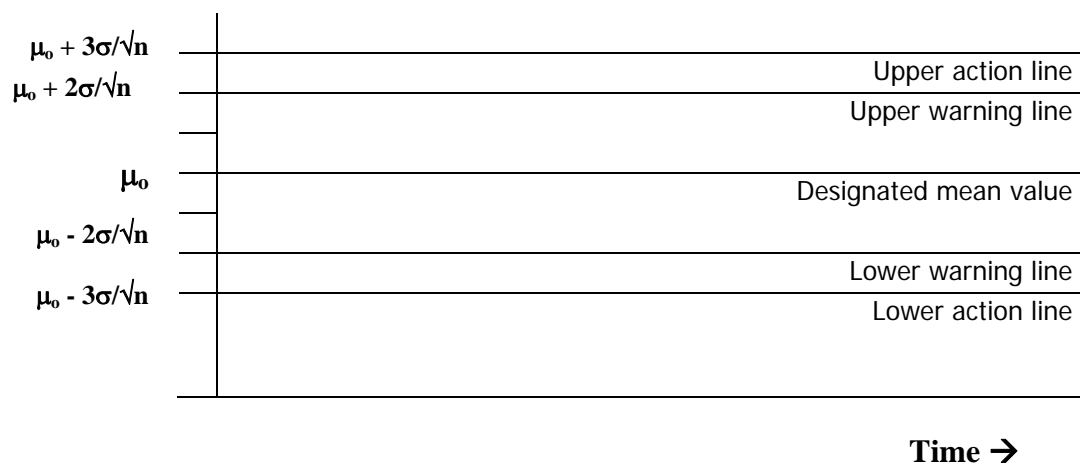 μₒ + 3σ/√n
Upper action line
μₒ + 2σ/√n
Upper warning line
μₒ
Designated mean value
μₒ - 2σ/√n
Lower warning line
μₒ - 3σ/√n
Lower action line
Time →